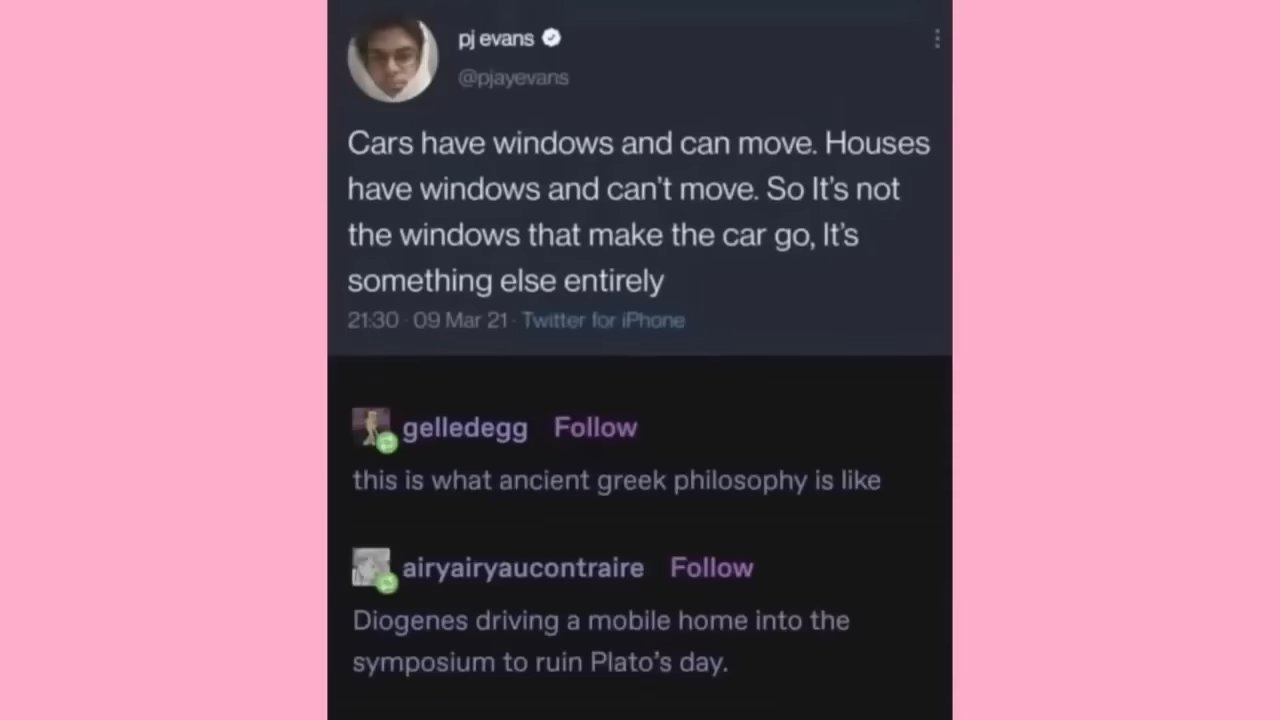 pj evans
@pjayevans
Cars have windows and can move. Houses
have windows and can't move. So It's not
the windows that make the car go, It's
something else entirely
21:30 · 09 Mar 21 · Twitter for iPhone
gelledegg Follow
this is what ancient greek philosophy is like
airyairyaucontraire Follow
Diogenes driving a mobile home into the
symposium to ruin Plato's day.